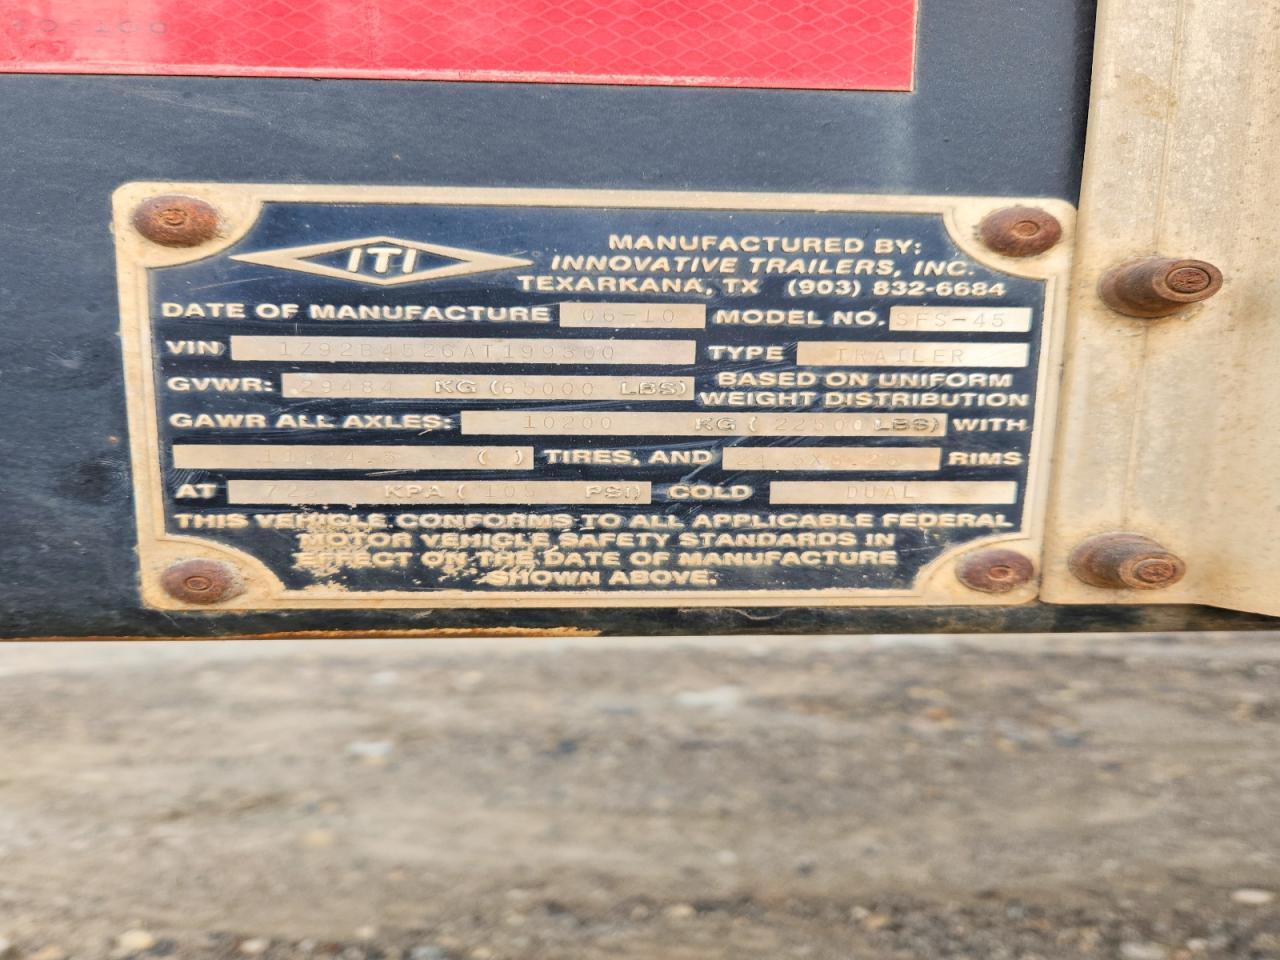 ITI
MANUFACTURED BY:
INNOVATIVE TRAILERS, INC.
TEXARKANA, TX (903) 832-6684
DATE OF MANUFACTURE 06-10 MODEL NO. SFS-45
VIN 1Z92B4526AT199300 TYPE TRAILER
GVWR: 29484 KG (65000 LBS) BASED ON UNIFORM WEIGHT DISTRIBUTION
GAWR ALL AXLES: 10200 KG ( 22500 LBS) WITH
( ) TIRES, AND RIMS
AT KPA ( 105 PSI) COLD DUAL
THIS VEHICLE CONFORMS TO ALL APPLICABLE FEDERAL
MOTOR VEHICLE SAFETY STANDARDS IN
EFFECT ON THE DATE OF MANUFACTURE
SHOWN ABOVE.